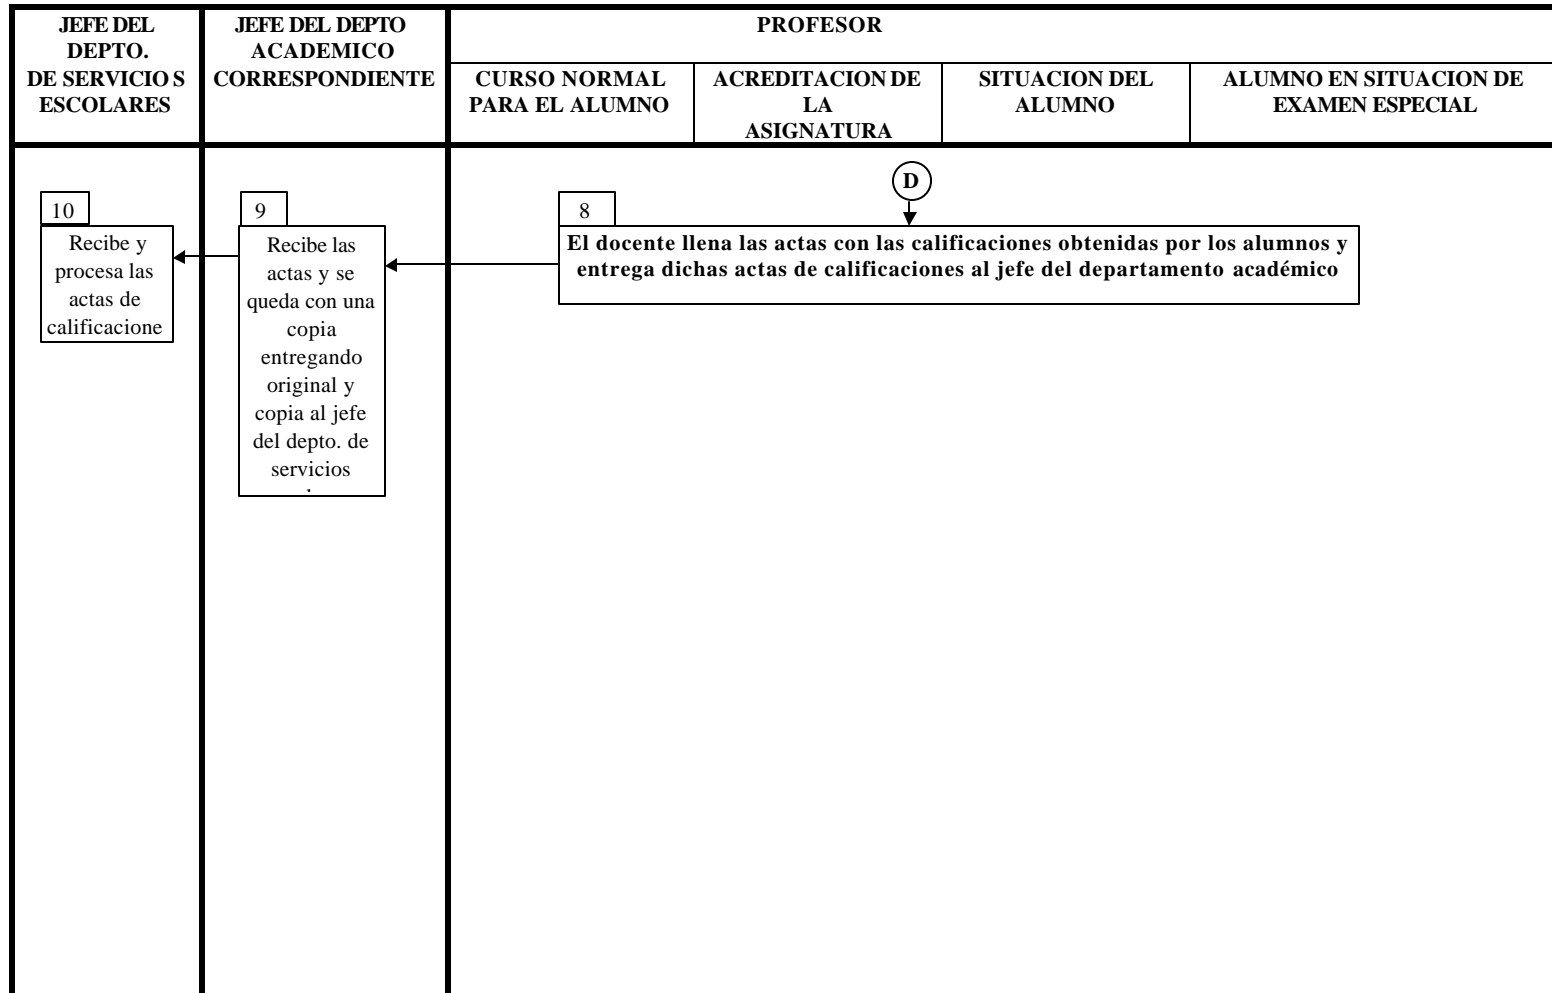 JEFE DEL
DEPTO.
DE SERVICIO S
ESCOLARES
JEFE DEL DEPTO
ACADEMICO
CORRESPONDIENTE
PROFESOR
CURSO NORMAL
PARA EL ALUMNO
ACREDITACION DE
LA
ASIGNATURA
SITUACION DEL
ALUMNO
ALUMNO EN SITUACION DE
EXAMEN ESPECIAL
D
10
Recibe y
procesa las
actas de
calificacione
9
Recibe las
actas y se
queda con una
copia
entregando
original y
copia al jefe
del depto. de
servicios
8
El docente llena las actas con las calificaciones obtenidas por los alumnos y
entrega dichas actas de calificaciones al jefe del departamento académico